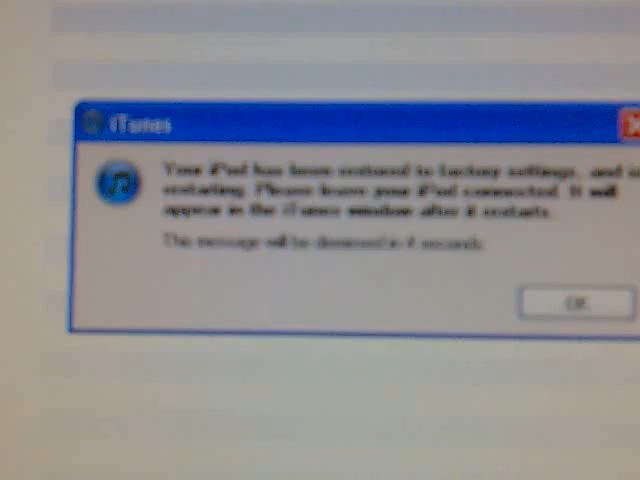 iTunes
Your iPod has been restored to factory settings, and is
restarting. Please leave your iPod connected. It will
appear in the iTunes window after it restarts.
This message will be dismissed in 4 seconds.
OK